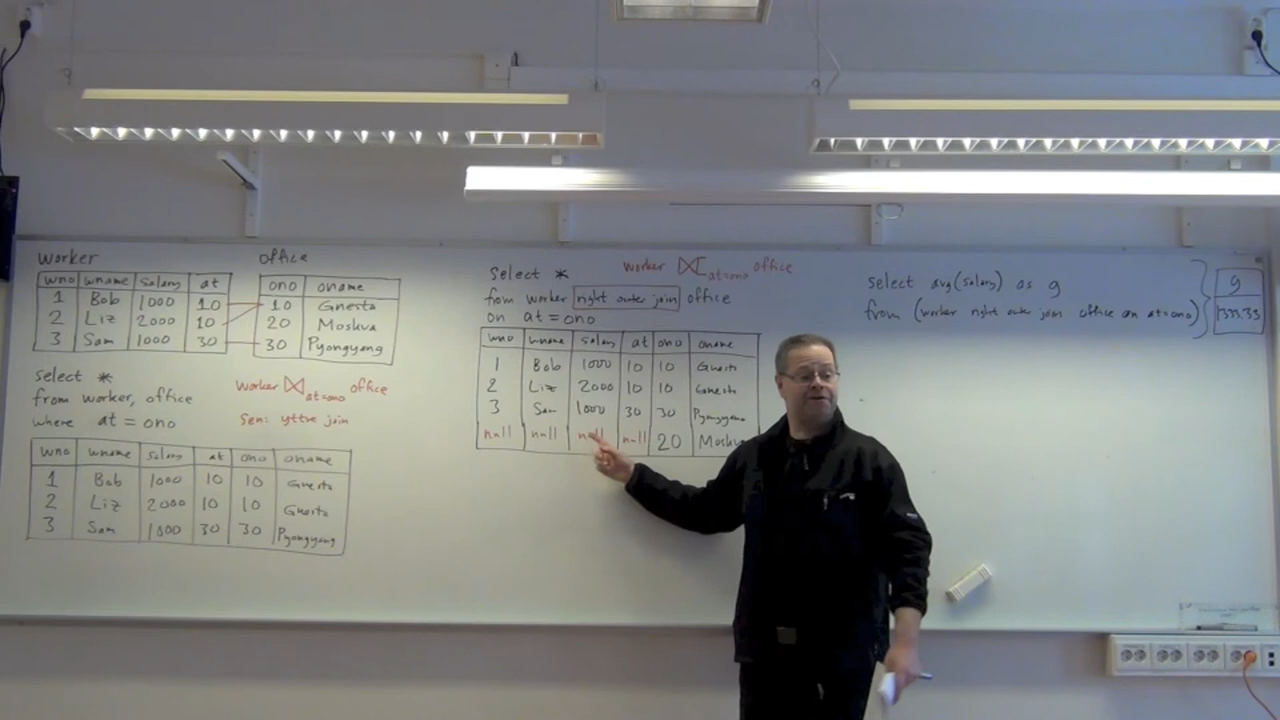 worker
wno wname salary at
1 Bob 1000 10
2 Liz 2000 10
3 Sam 1000 30
office
ono oname
10 Gnesta
20 Moskva
30 Pyongyang
select *
from worker, office
where at = ono
worker ⋈ at=ono office
Sen: yttre join
wno wname salary at ono oname
1 Bob 1000 10 10 Gnesta
2 Liz 2000 10 10 Gnesta
3 Sam 1000 30 30 Pyongyang
select *
from worker right outer join office
on at = ono
worker ⟖ at=ono office
wno wname salary at ono oname
1 Bob 1000 10 10 Gnesta
2 Liz 2000 10 10 Gnesta
3 Sam 1000 30 30 Pyongyang
null null null null 20 Moskva
select avg(salary) as g
from (worker right outer join office on at=ono)
g
1333.33